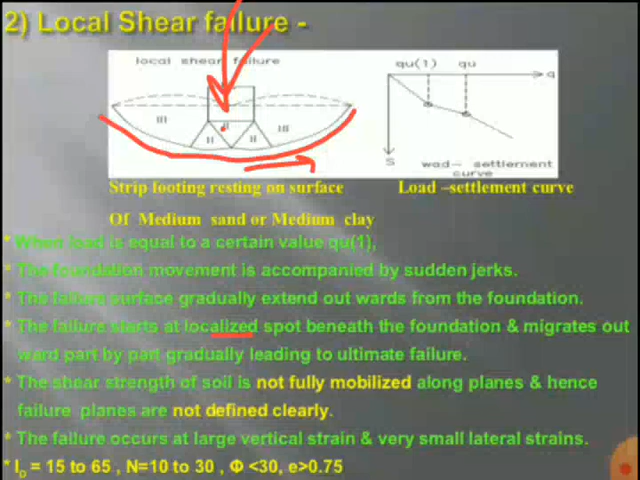 2) Local Shear failure -
local shear failure
qu(1) qu
q
III II III
II II
S
woad- settlement
curve
Strip footing resting on surface
Load –settlement curve
Of Medium sand or Medium clay
* When load is equal to a certain value qu(1),
* The foundation movement is accompanied by sudden jerks.
* The failure surface gradually extend out wards from the foundation.
* The failure starts at localized spot beneath the foundation & migrates out
ward part by part gradually leading to ultimate failure.
* The shear strength of soil is not fully mobilized along planes & hence
failure planes are not defined clearly.
* The failure occurs at large vertical strain & very small lateral strains.
* ID = 15 to 65 , N=10 to 30 , Φ <30, e>0.75